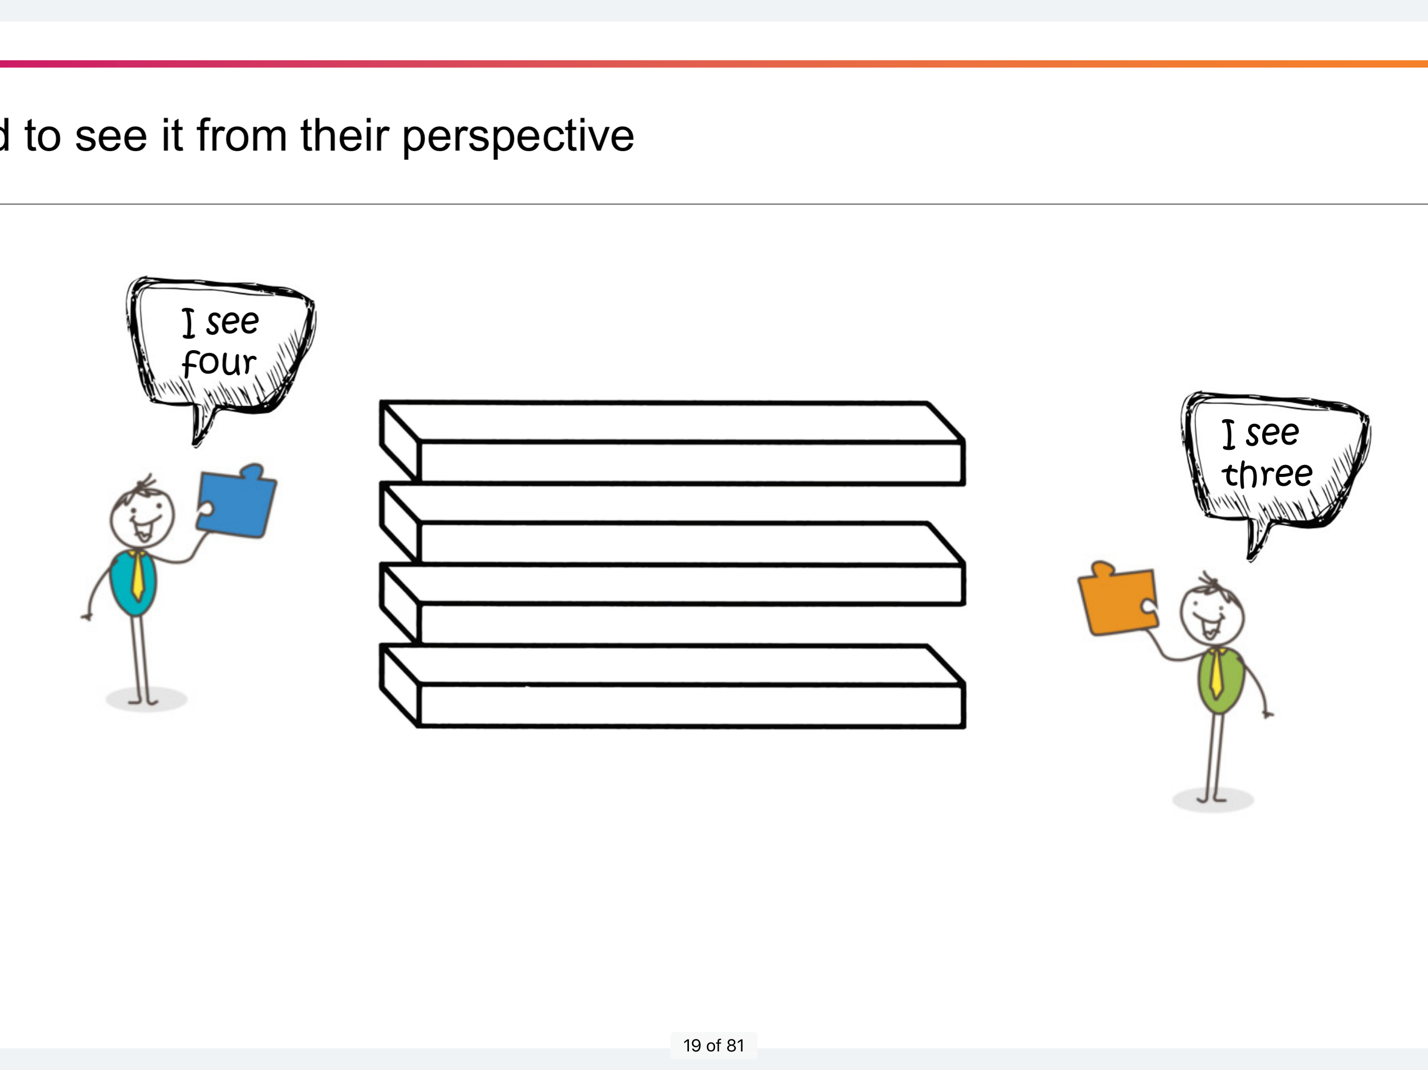 d to see it from their perspective
I see
four
I see
three
19 of 81